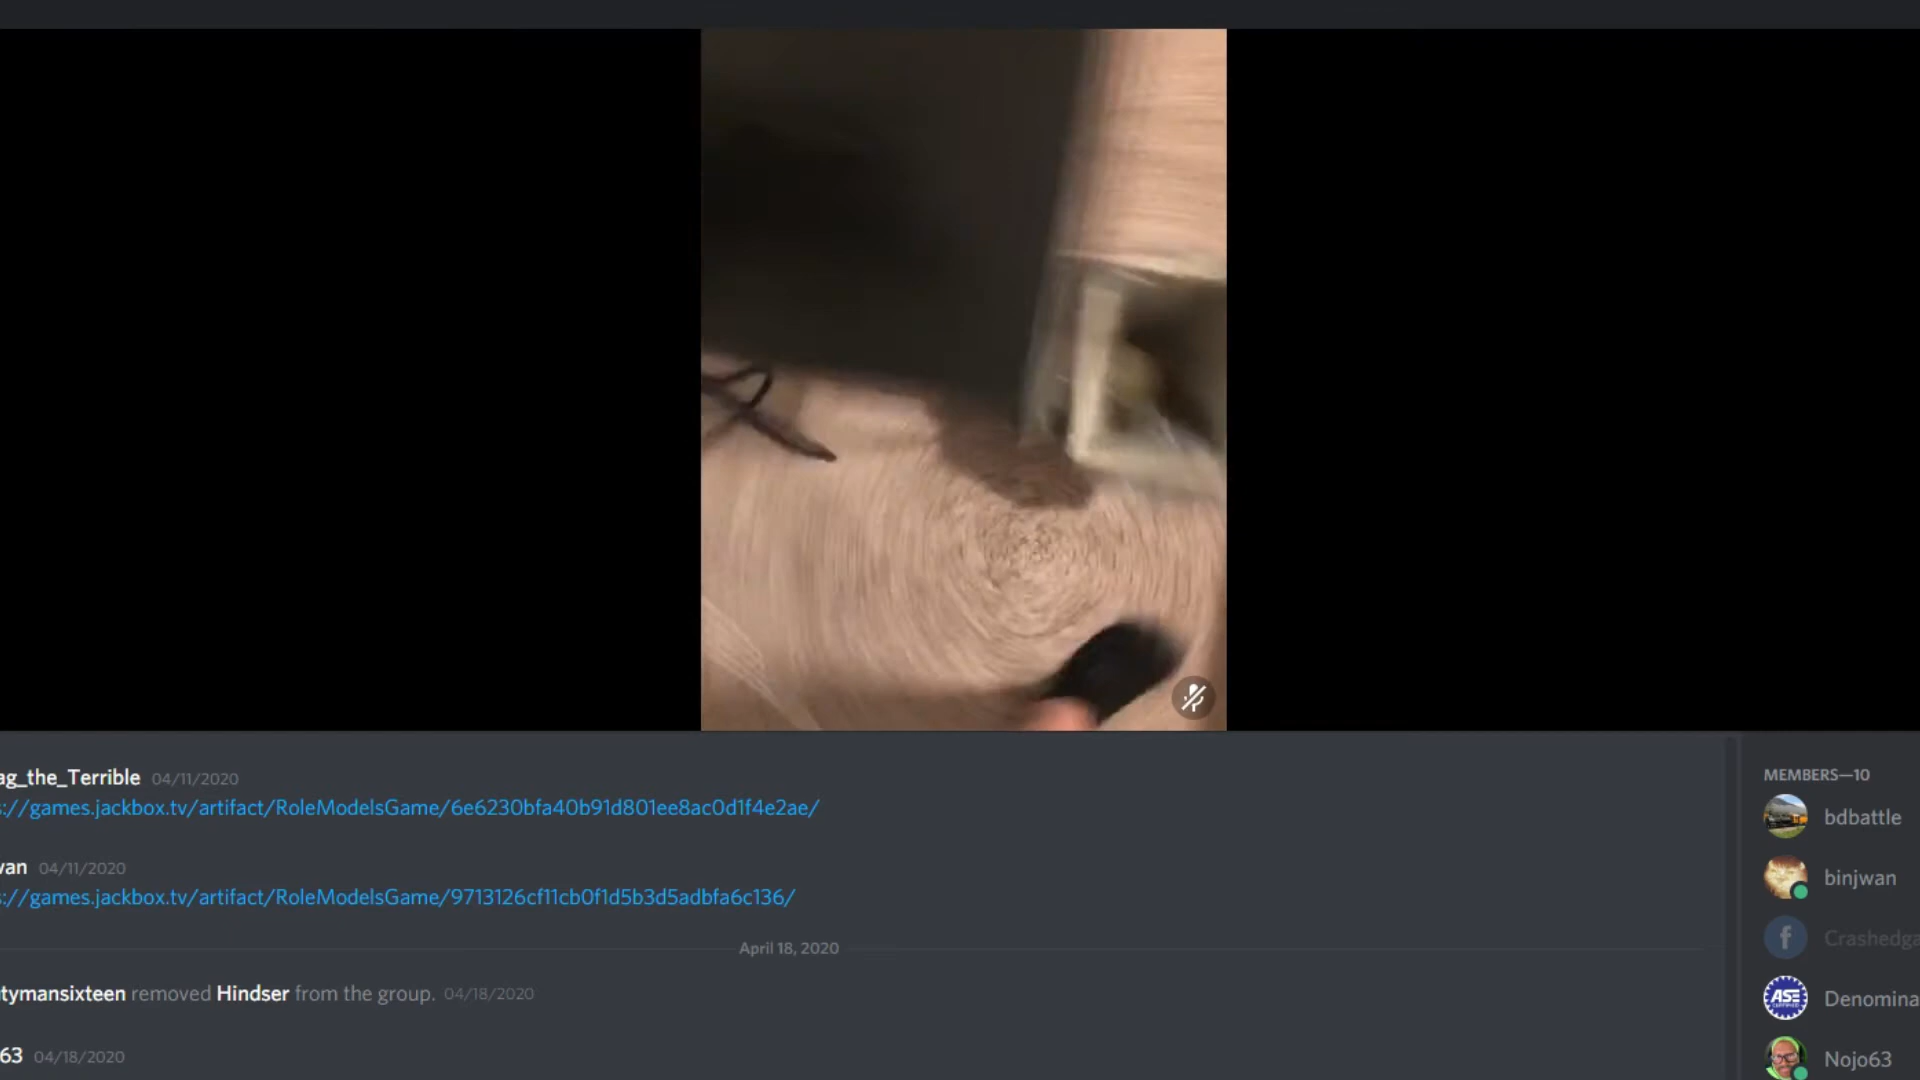 ag_the_Terrible 04/11/2020
://games.jackbox.tv/artifact/RoleModelsGame/6e6230bfa40b91d801ee8ac0d1f4e2ae/
van 04/11/2020
://games.jackbox.tv/artifact/RoleModelsGame/9713126cf11cb0f1d5b3d5adbfa6c136/
April 18, 2020
tymansixteen removed Hindser from the group. 04/18/2020
63 04/18/2020
MEMBERS—10
bdbattle
binjwan
Crashedga
ASE
Denomina
Nojo63